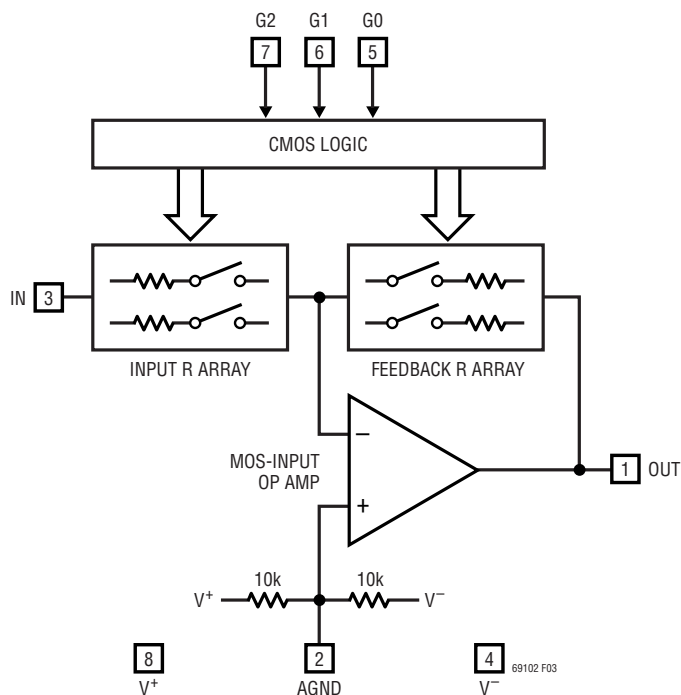 G2 G1 G0
7 6 5
CMOS LOGIC
IN 3
INPUT R ARRAY FEEDBACK R ARRAY
MOS-INPUT
OP AMP
−
+
1 OUT
10k 10k
V+ V−
8 2 4
V+ AGND V−
69102 F03